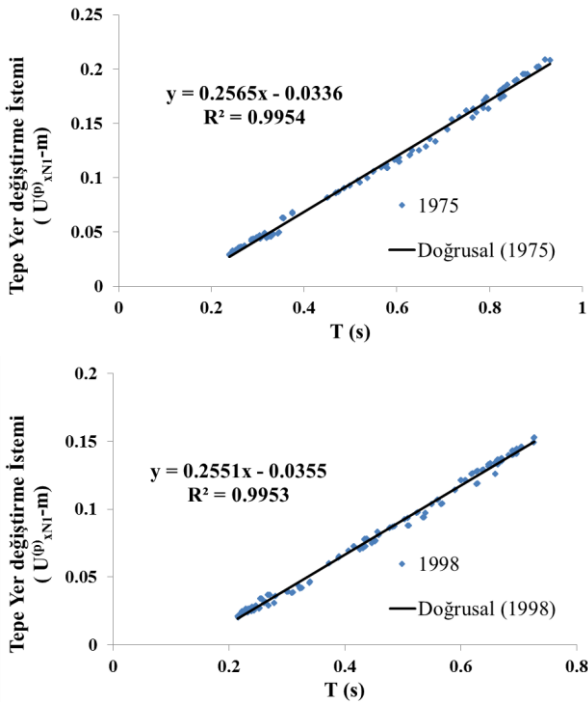 0.25
0.2
0.15
0.1
0.05
0
0
0.2
0.4
0.6
0.8
1
Tepe Yer değiştirme İstemi
( U(p)xN1-m)
y = 0.2565x - 0.0336
R² = 0.9954
1975
Doğrusal (1975)
T (s)
0.2
0.15
0.1
0.05
0
0
0.2
0.4
0.6
0.8
Tepe Yer değiştirme İstemi
( U(p)xN1-m)
y = 0.2551x - 0.0355
R² = 0.9953
1998
Doğrusal (1998)
T (s)